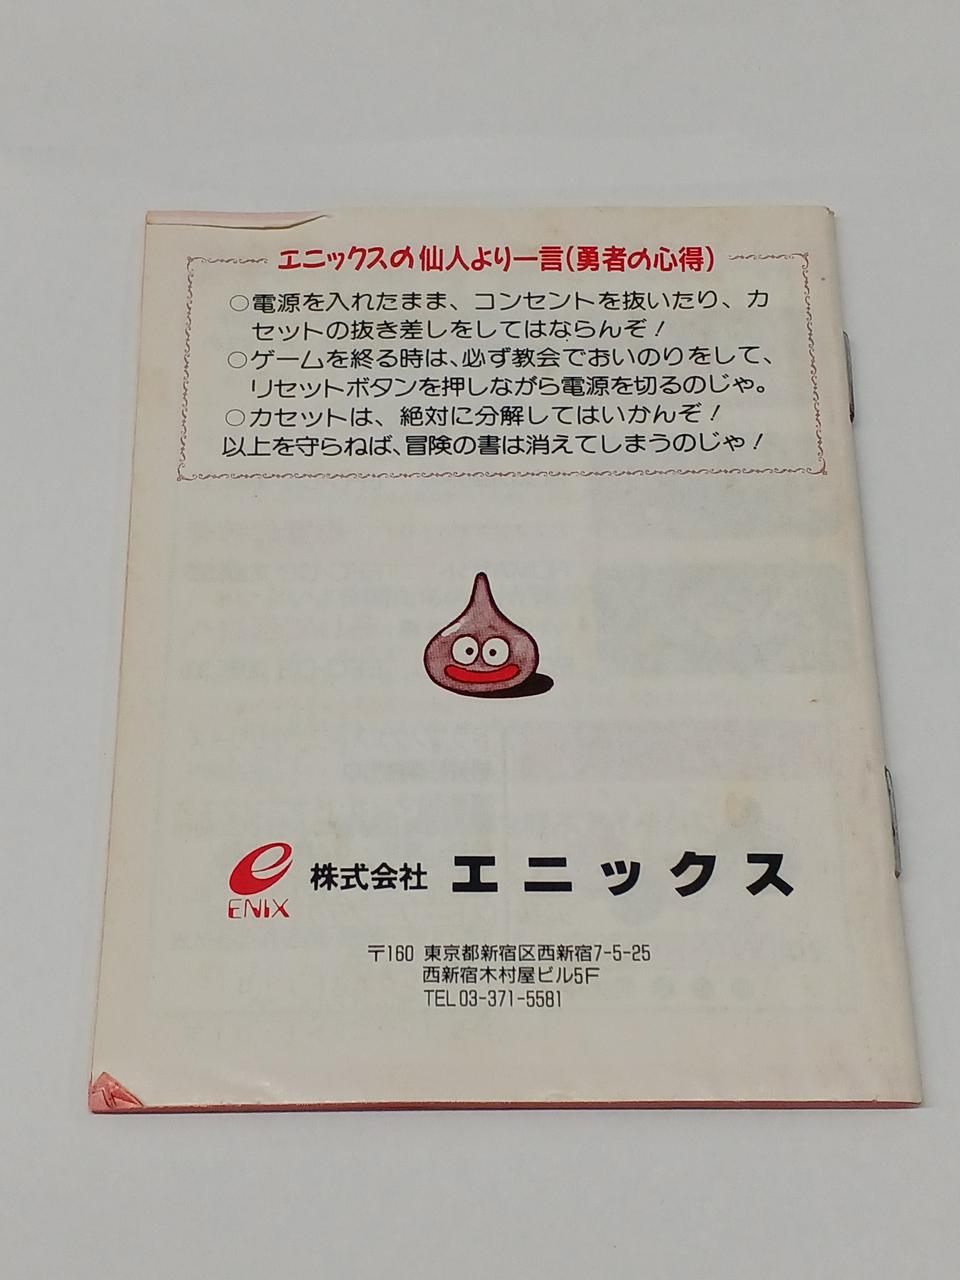 エニックスの仙人より一言(勇者の心得)
○電源を入れたまま、コンセントを抜いたり、カ
セットの抜き差しをしてはならんぞ!
○ゲームを終る時は、必ず教会でおいのりをして、
リセットボタンを押しながら電源を切るのじゃ。
○カセットは、絶対に分解してはいかんぞ!
以上を守らねば、冒険の書は消えてしまうのじゃ!
ENIX 株式会社 エニックス
〒160 東京都新宿区西新宿7-5-25
西新宿木村屋ビル5F
TEL 03-371-5581